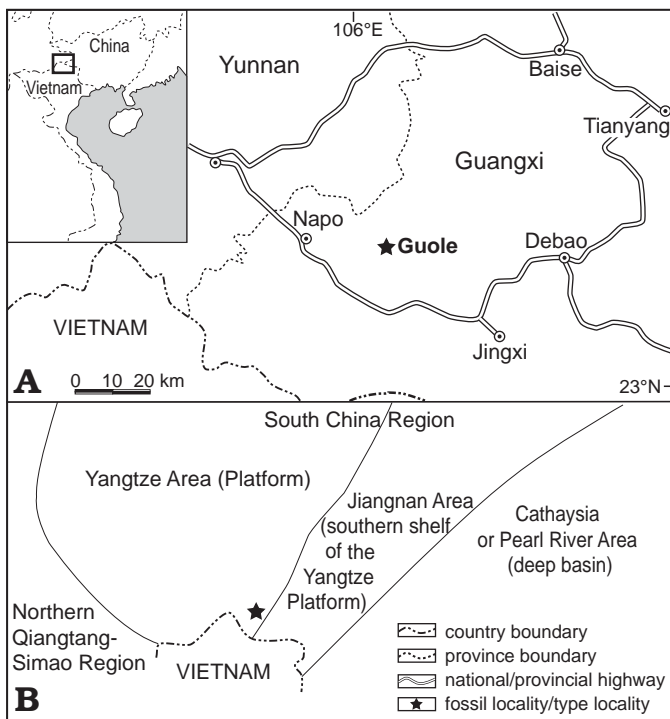 106°E
China
Vietnam
Yunnan
Baise
Tianyang
Guangxi
Napo
Guole
Debao
VIETNAM
Jingxi
A
0 10 20 km
23°N
South China Region
Yangtze Area (Platform)
Jiangnan Area
(southern shelf
of the
Yangtze
Platform)
Cathaysia
or Pearl River Area
(deep basin)
Northern
Qiangtang-
Simao Region
VIETNAM
B
country boundary
province boundary
national/provincial highway
fossil locality/type locality